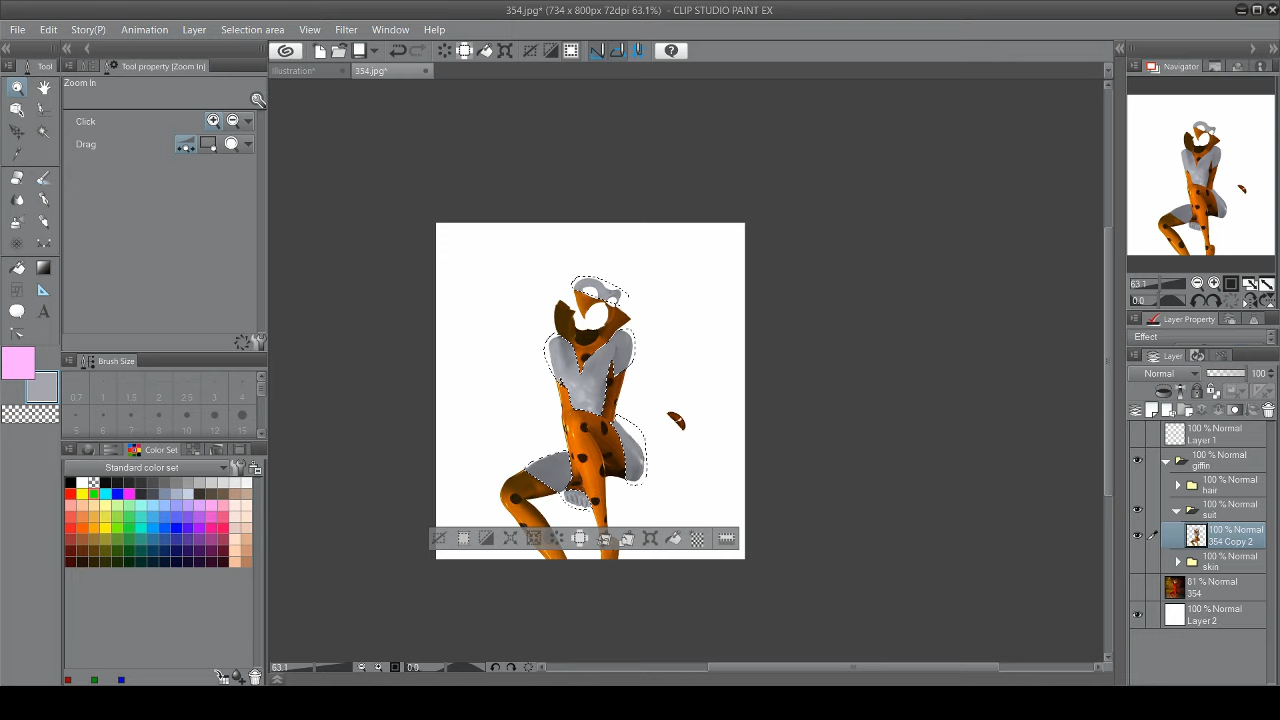 354.jpg* (734 x 800px 72dpi 63.1%) - CLIP STUDIO PAINT EX
File Edit Story(P) Animation Layer Selection area View Filter Window Help
Tool
Tool property [Zoom In]
Illustration*
354.jpg*
Navigator
Zoom In
Click
Drag
63.1
0.0
Layer Property
Effect
Layer
Normal
100
Brush Size
0.7 1 1.5 2 2.5 3 4
5 6 7 8 10 12 15
Color Set
Standard color set
100 % Normal
Layer 1
100 % Normal
giffin
100 % Normal
hair
100 % Normal
suit
100 % Normal
354 Copy 2
100 % Normal
skin
81 % Normal
354
100 % Normal
Layer 2
63.1
0.0